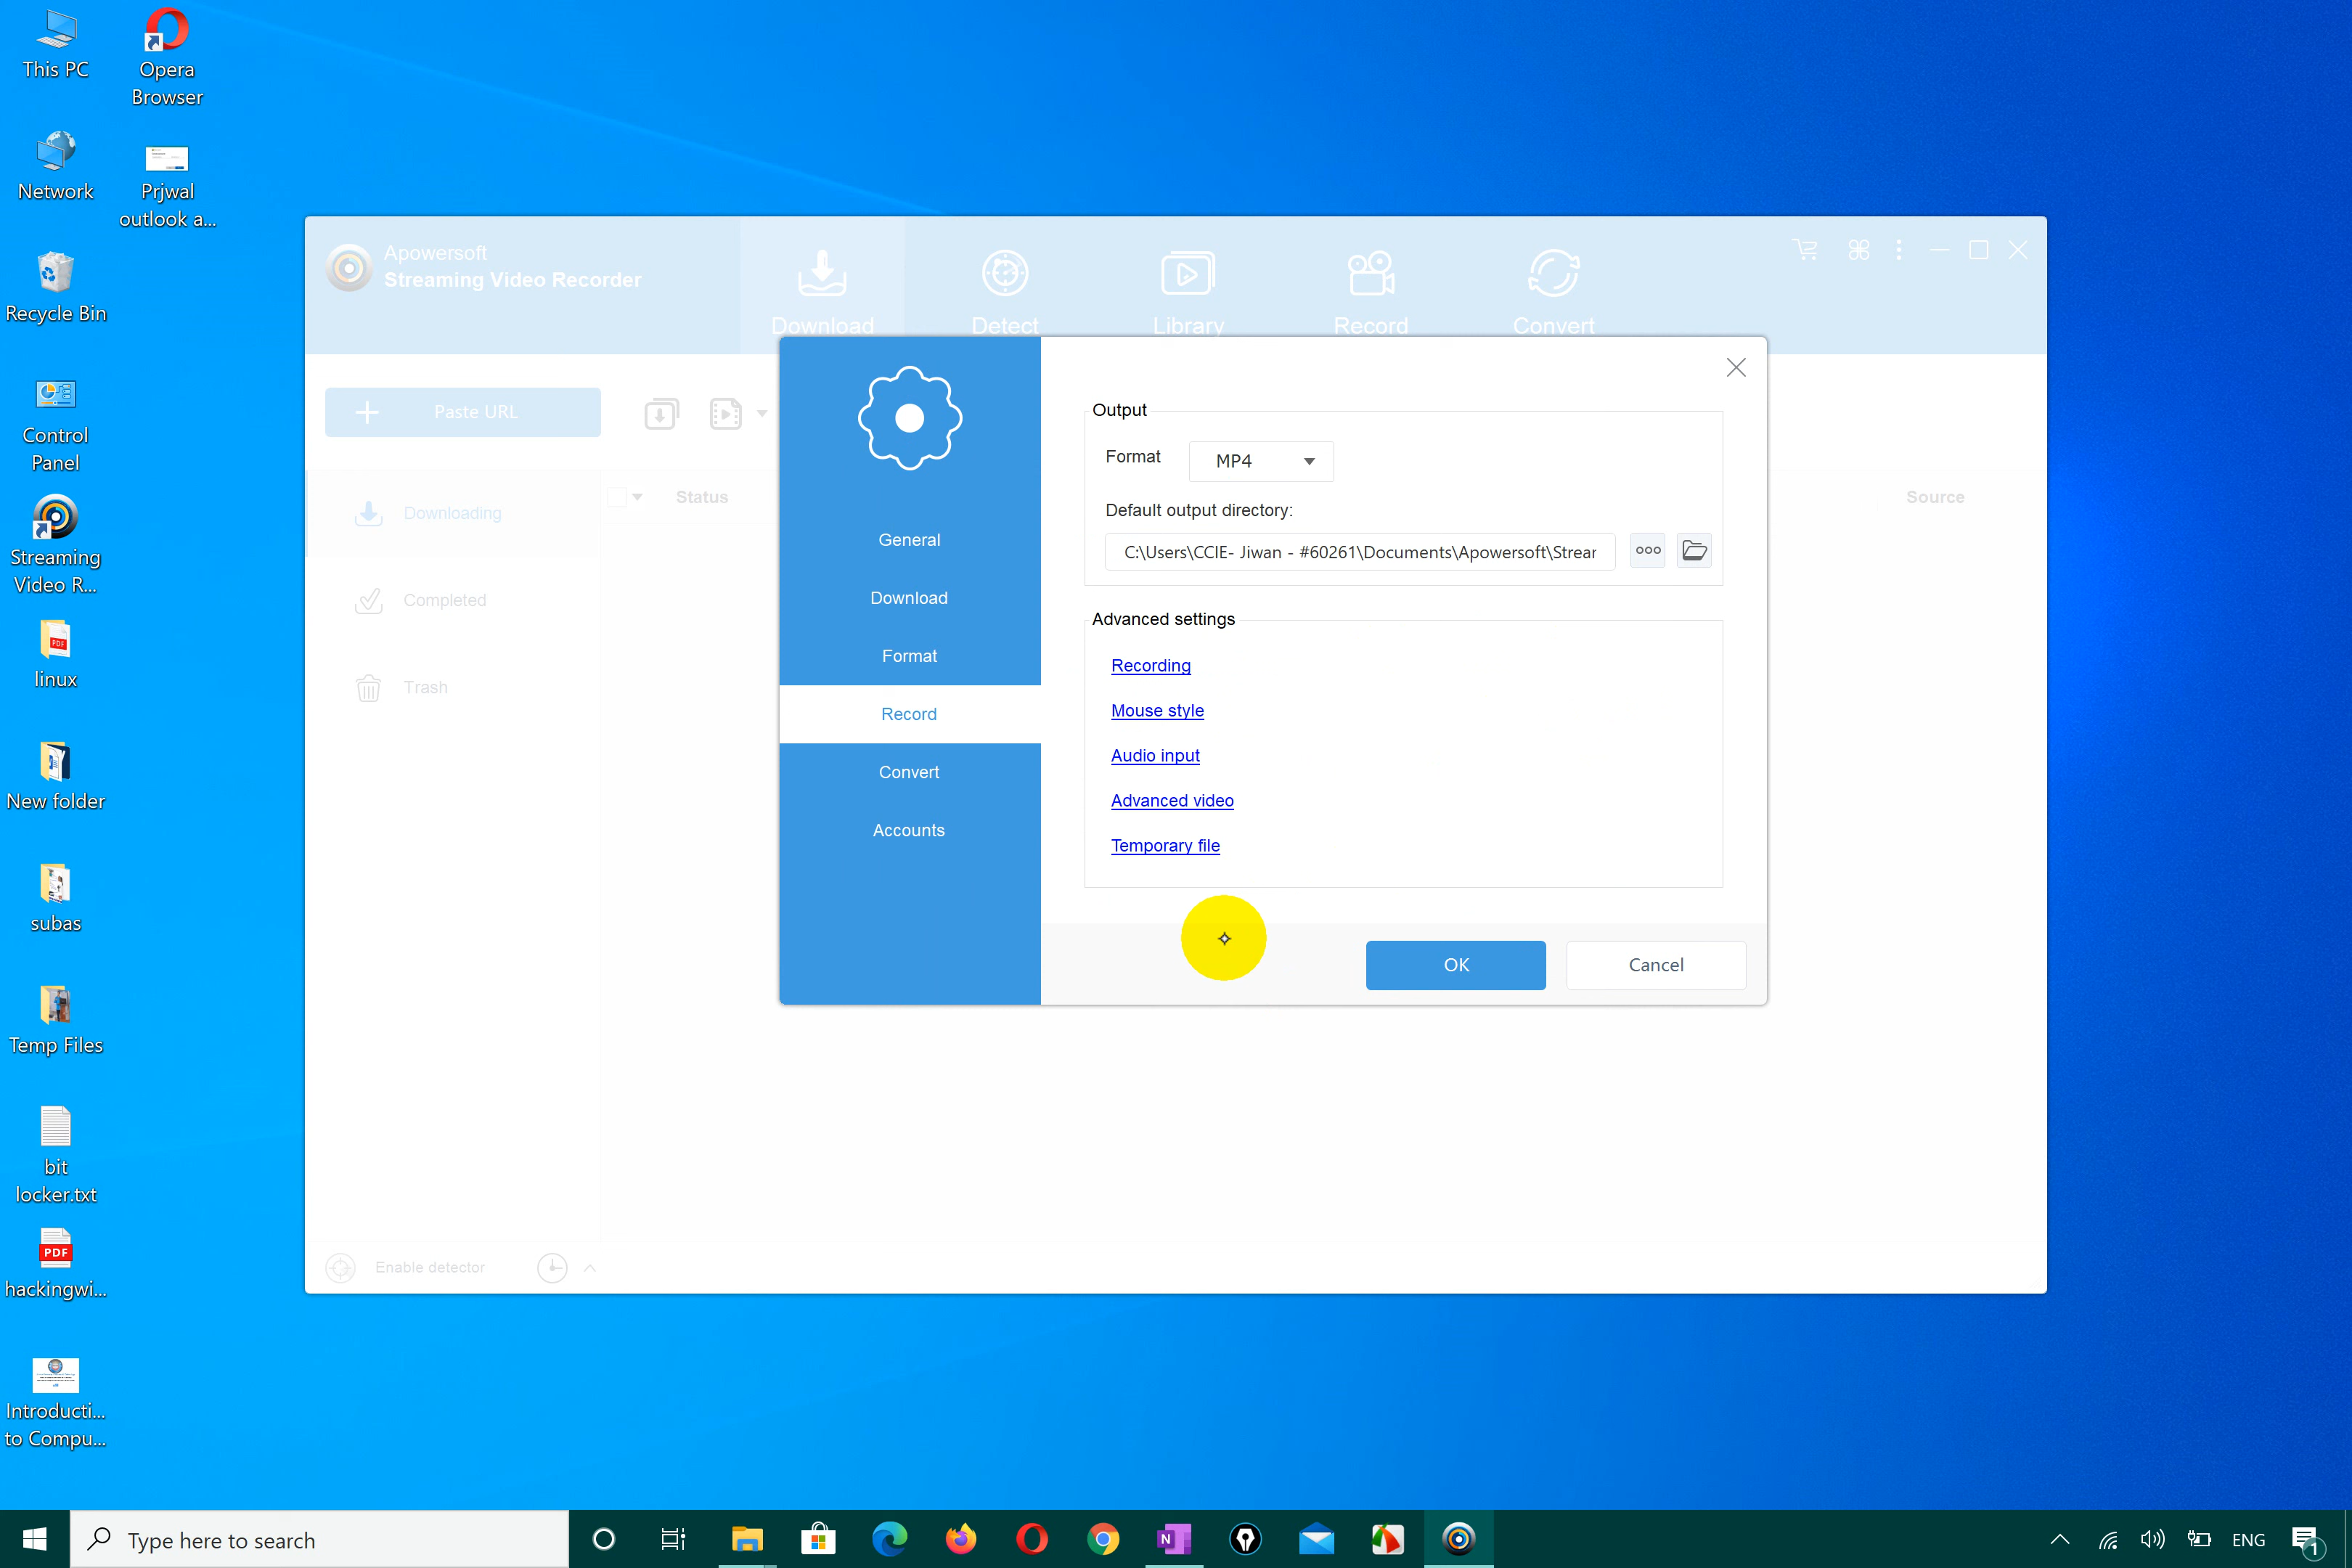 This PC
Opera
Browser
Network
Prjwal
outlook a...
Recycle Bin
Control
Panel
Streaming
Video R...
linux
New folder
subas
Temp Files
bit
locker.txt
PDF
hackingwi...
Introducti...
to Compu...
Apowersoft
Streaming Video Recorder
Download
Detect
Library
Record
Convert
Paste URL
Downloading
Completed
Trash
Status
Source
Enable detector
General
Download
Format
Record
Convert
Accounts
Output
Format
MP4
Default output directory:
C:\Users\CCIE- Jiwan - #60261\Documents\Apowersoft\Strear
Advanced settings
Recording
Mouse style
Audio input
Advanced video
Temporary file
OK
Cancel
Type here to search
ENG
1